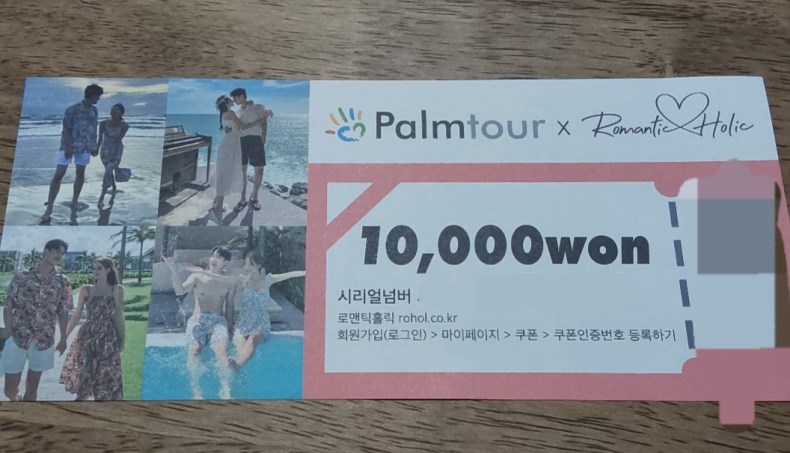 Palmtour x Romantic Holic
10,000won
시리얼넘버 .
로맨틱홀릭 rohol.co.kr
회원가입(로그인) > 마이페이지 > 쿠폰 > 쿠폰인증번호 등록하기